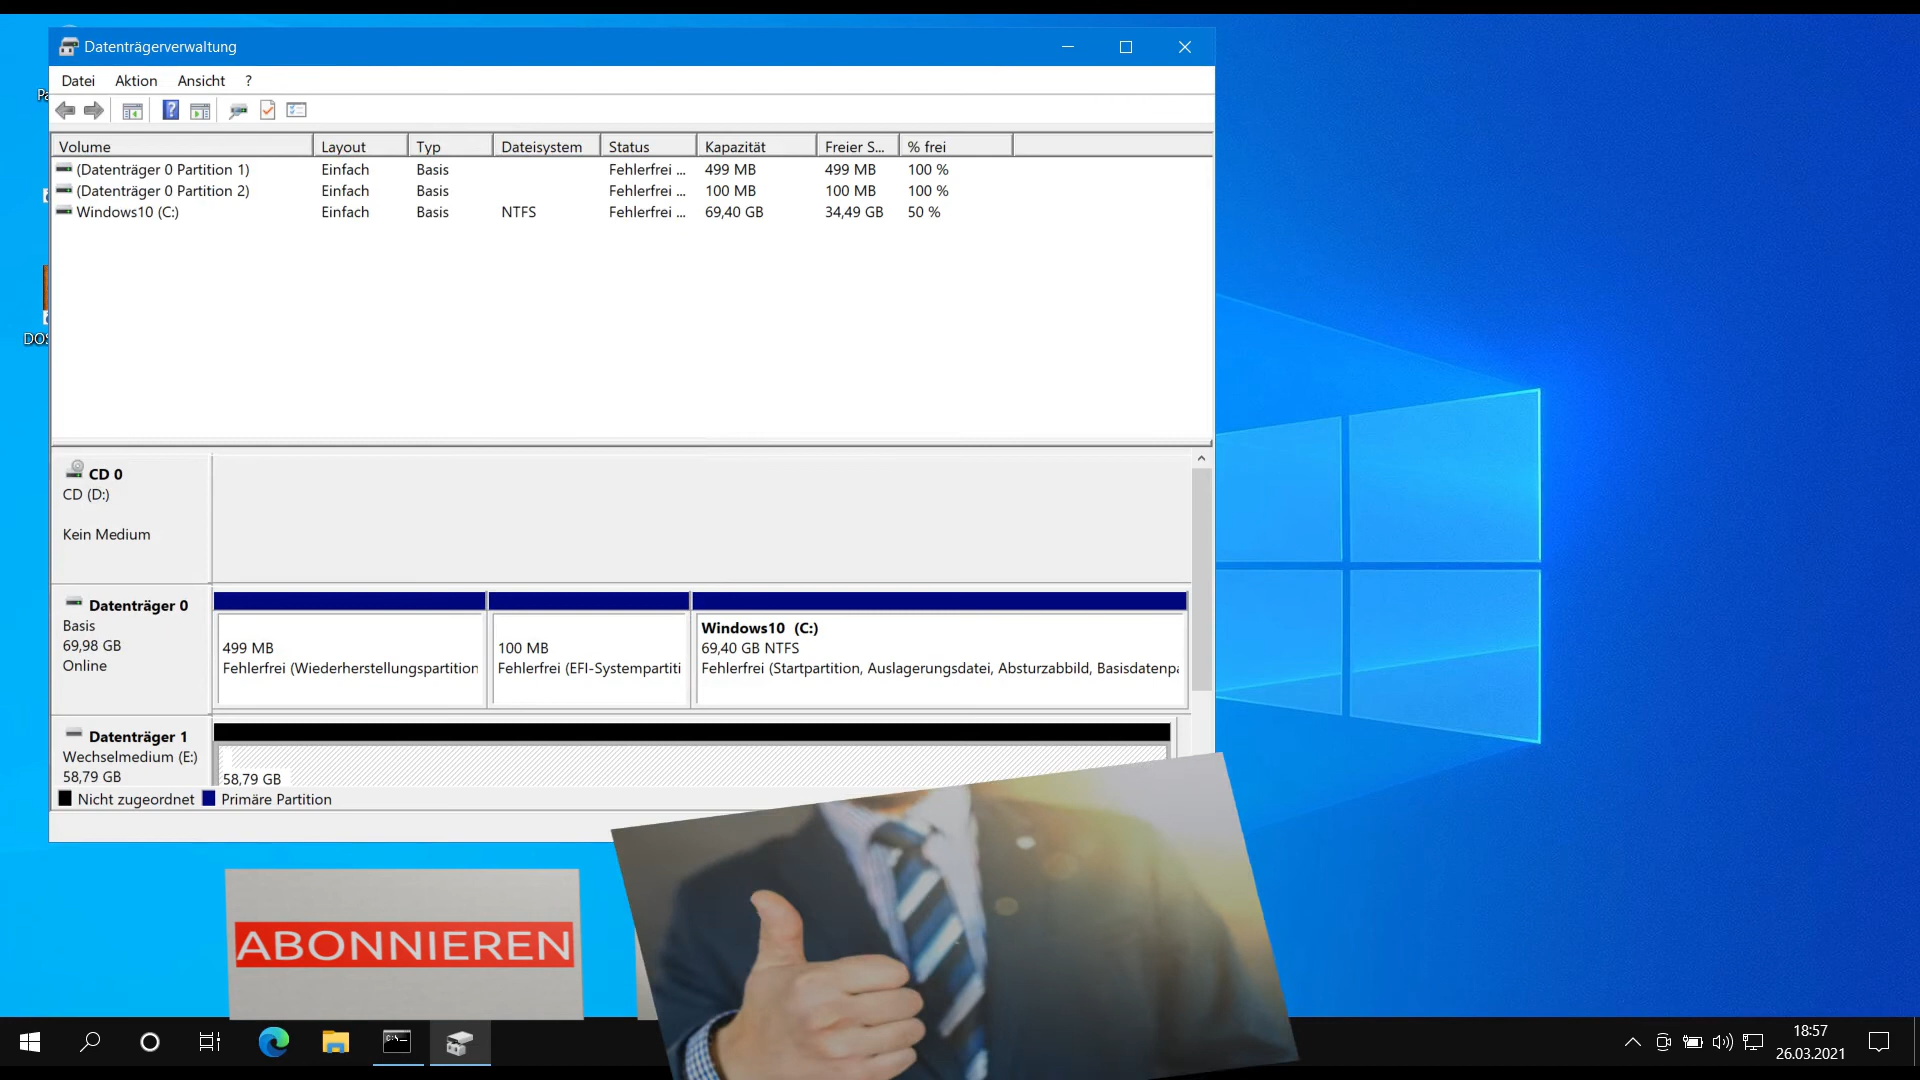 Datenträgerverwaltung
Datei Aktion Ansicht ?
Volume Layout Typ Dateisystem Status Kapazität Freier S... % frei
(Datenträger 0 Partition 1) Einfach Basis Fehlerfrei ... 499 MB 499 MB 100 %
(Datenträger 0 Partition 2) Einfach Basis Fehlerfrei ... 100 MB 100 MB 100 %
Windows10 (C:) Einfach Basis NTFS Fehlerfrei ... 69,40 GB 34,49 GB 50 %
CD 0
CD (D:)
Kein Medium
Datenträger 0
Basis
69,98 GB
Online
499 MB
Fehlerfrei (Wiederherstellungspartition
100 MB
Fehlerfrei (EFI-Systempartiti
Windows10 (C:)
69,40 GB NTFS
Fehlerfrei (Startpartition, Auslagerungsdatei, Absturzabbild, Basisdatenpa
Datenträger 1
Wechselmedium (E:)
58,79 GB
58,79 GB
Nicht zugeordnet Primäre Partition
ABONNIEREN
18:57
26.03.2021